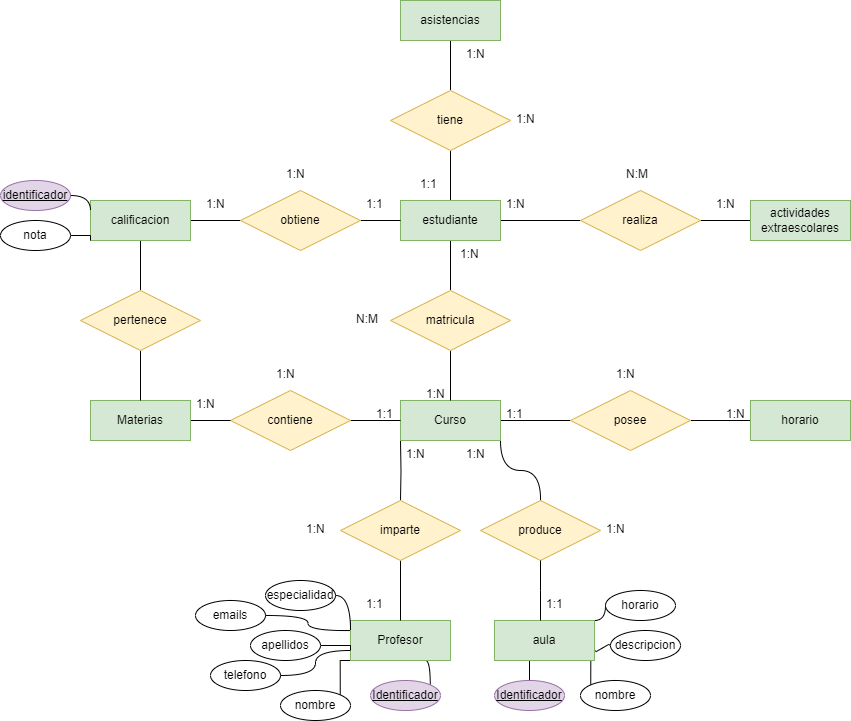 asistencias
1:N
tiene
1:N
1:1
identificador
nota
calificacion
1:N
1:N
obtiene
1:1
estudiante
1:N
N:M
realiza
1:N
actividades
extraescolares
1:N
pertenece
N:M
matricula
1:N
Materias
1:N
1:N
contiene
1:1
Curso
1:1
1:N
posee
1:N
horario
1:N
1:N
1:N
imparte
produce
1:N
1:1
1:1
especialidad
emails
apellidos
telefono
nombre
Profesor
Identificador
aula
horario
descripcion
Identificador
nombre